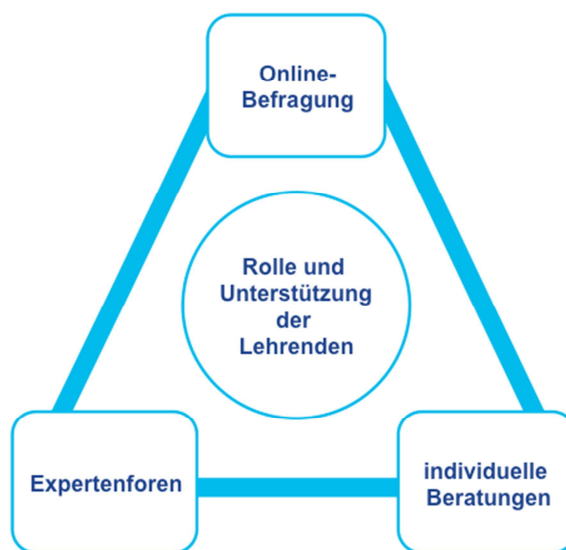 Online-
Befragung
Rolle und
Unterstützung
der
Lehrenden
Expertenforen
individuelle
Beratungen